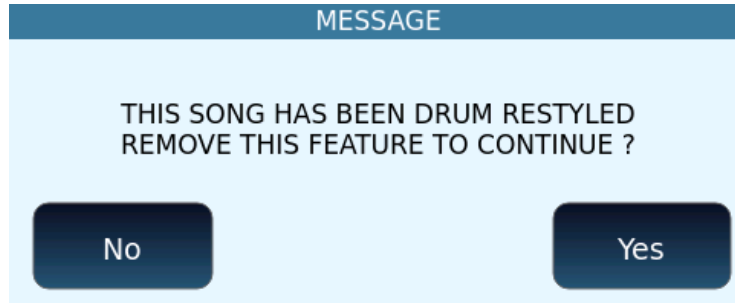 MESSAGE
THIS SONG HAS BEEN DRUM RESTYLED
REMOVE THIS FEATURE TO CONTINUE ?
No
Yes